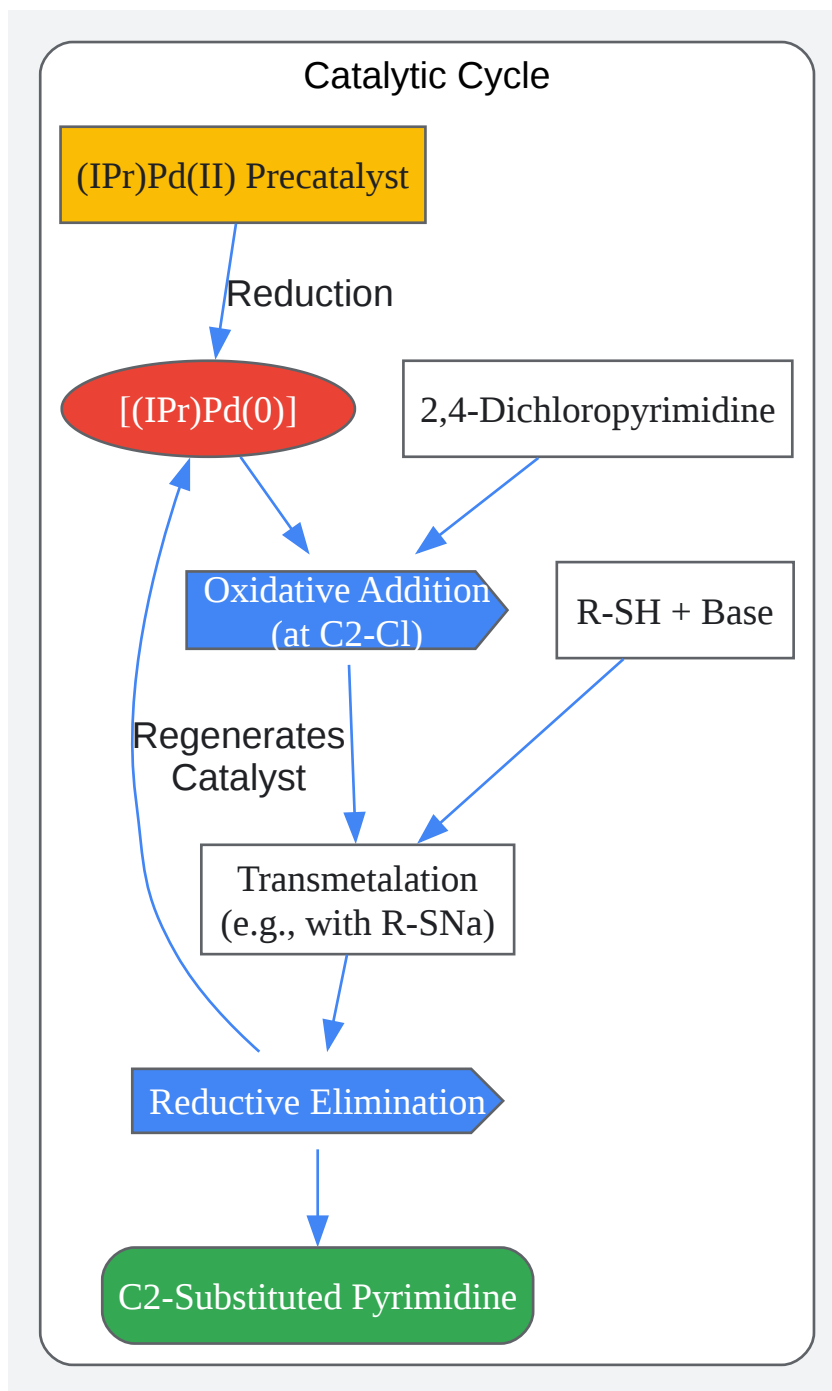 Catalytic Cycle
(IPr)Pd(II) Precatalyst
Reduction
[(IPr)Pd(0)]
2,4-Dichloropyrimidine
Oxidative Addition
(at C2-Cl)
R-SH + Base
Regenerates
Catalyst
Transmetalation
(e.g., with R-SNa)
Reductive Elimination
C2-Substituted Pyrimidine